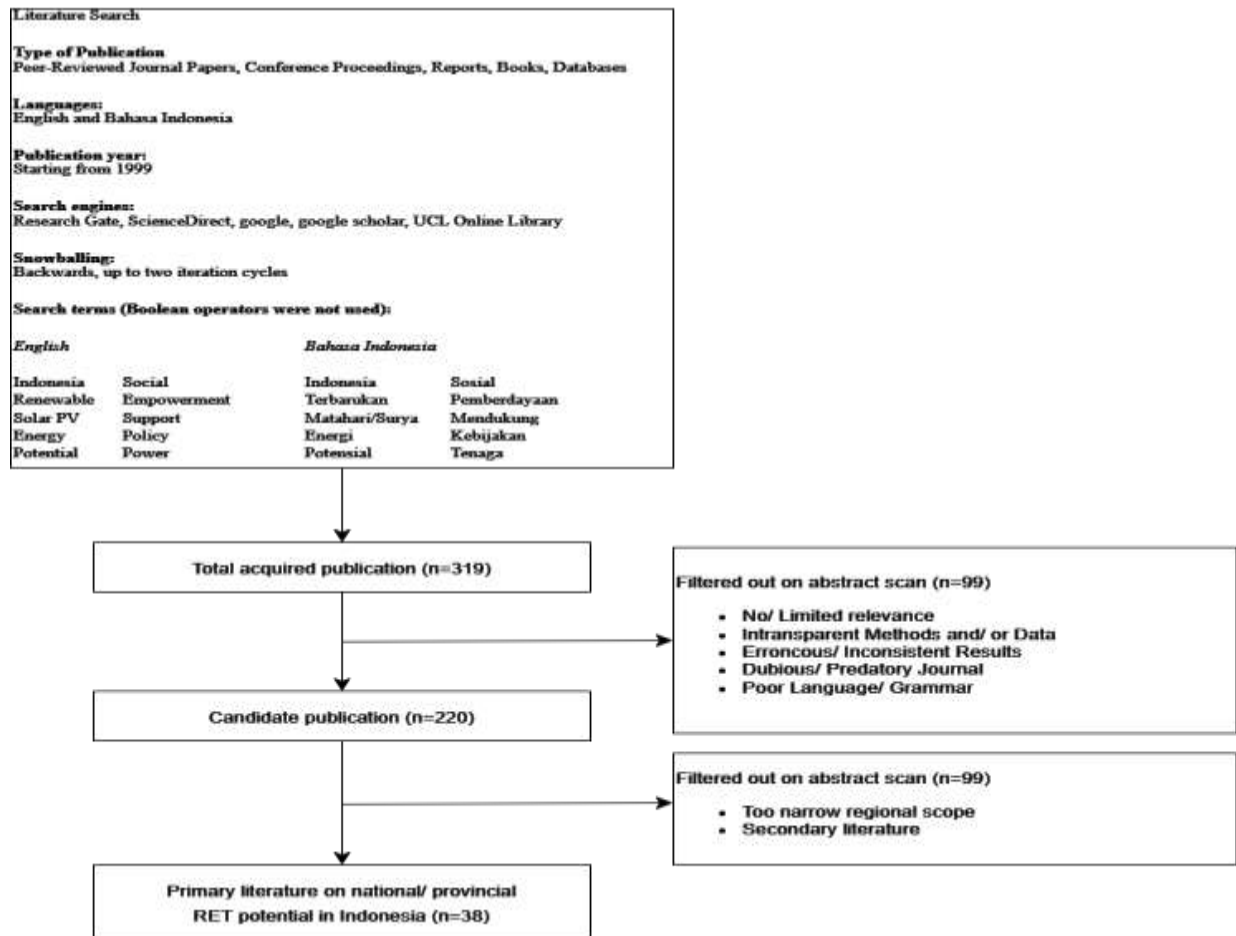 Literature Search
Type of Publication
Peer-Reviewed Journal Papers, Conference Proceedings, Reports, Books, Databases
Languages:
English and Bahasa Indonesia
Publication year:
Starting from 1999
Search engines:
Research Gate, ScienceDirect, google, google scholar, UCL Online Library
Snowballing:
Backwards, up to two iteration cycles
Search terms (Boolean operators were not used):
English Bahasa Indonesia
Indonesia Social Indonesia Sosial
Renewable Empowerment Terbarukan Pemberdayaan
Solar PV Support Matahari/Surya Mendukung
Energy Policy Energi Kebijakan
Potential Power Potensial Tenaga
Total acquired publication (n=319)
Filtered out on abstract scan (n=99)
• No/ Limited relevance
• Intransparent Methods and/ or Data
• Erroncous/ Inconsistent Results
• Dubious/ Predatory Journal
• Poor Language/ Grammar
Candidate publication (n=220)
Filtered out on abstract scan (n=99)
• Too narrow regional scope
• Secondary literature
Primary literature on national/ provincial
RET potential in Indonesia (n=38)